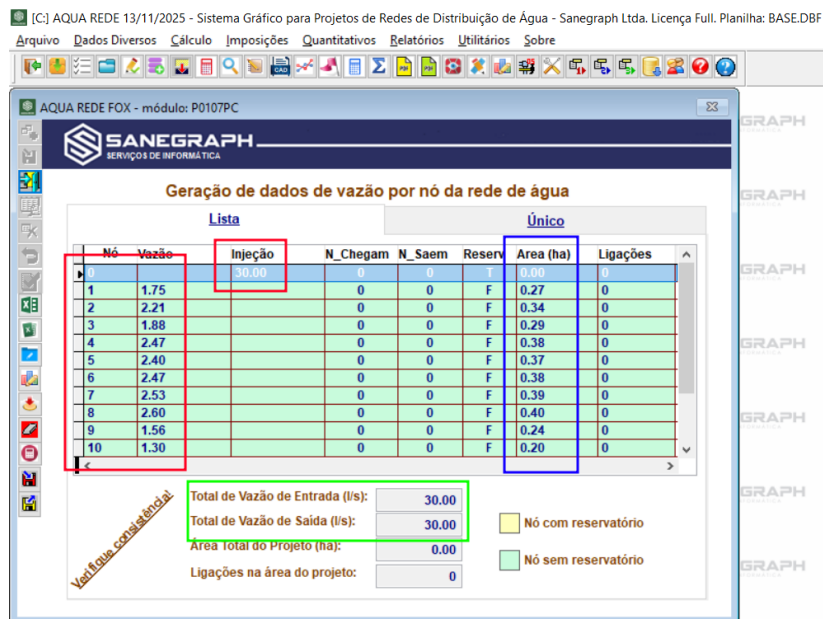 [C:] AQUA REDE 13/11/2025 - Sistema Gráfico para Projetos de Redes de Distribuição de Água - Sanegraph Ltda. Licença Full. Planilha: BASE.DBF
Arquivo Dados Diversos Cálculo Imposições Quantitativos Relatórios Utilitários Sobre
AQUA REDE FOX - módulo: P0107PC
SANEGRAPH
SERVIÇOS DE INFORMÁTICA
Geração de dados de vazão por nó da rede de água
Lista Único
Nó Vazão Injeção N_Chegam N_Saem Reserv Area (ha) Ligações
0 30.00 0 0 T 0.00 0
1 1.75 0 0 F 0.27 0
2 2.21 0 0 F 0.34 0
3 1.88 0 0 F 0.29 0
4 2.47 0 0 F 0.38 0
5 2.40 0 0 F 0.37 0
6 2.47 0 0 F 0.38 0
7 2.53 0 0 F 0.39 0
8 2.60 0 0 F 0.40 0
9 1.56 0 0 F 0.24 0
10 1.30 0 0 F 0.20 0
Verifique consistência!
Total de Vazão de Entrada (l/s): 30.00
Total de Vazão de Saída (l/s): 30.00
Área Total do Projeto (ha): 0.00
Ligações na área do projeto: 0
Nó com reservatório
Nó sem reservatório
GRAPH
GRAPH
GRAPH
GRAPH
GRAPH
GRAPH
GRAPH